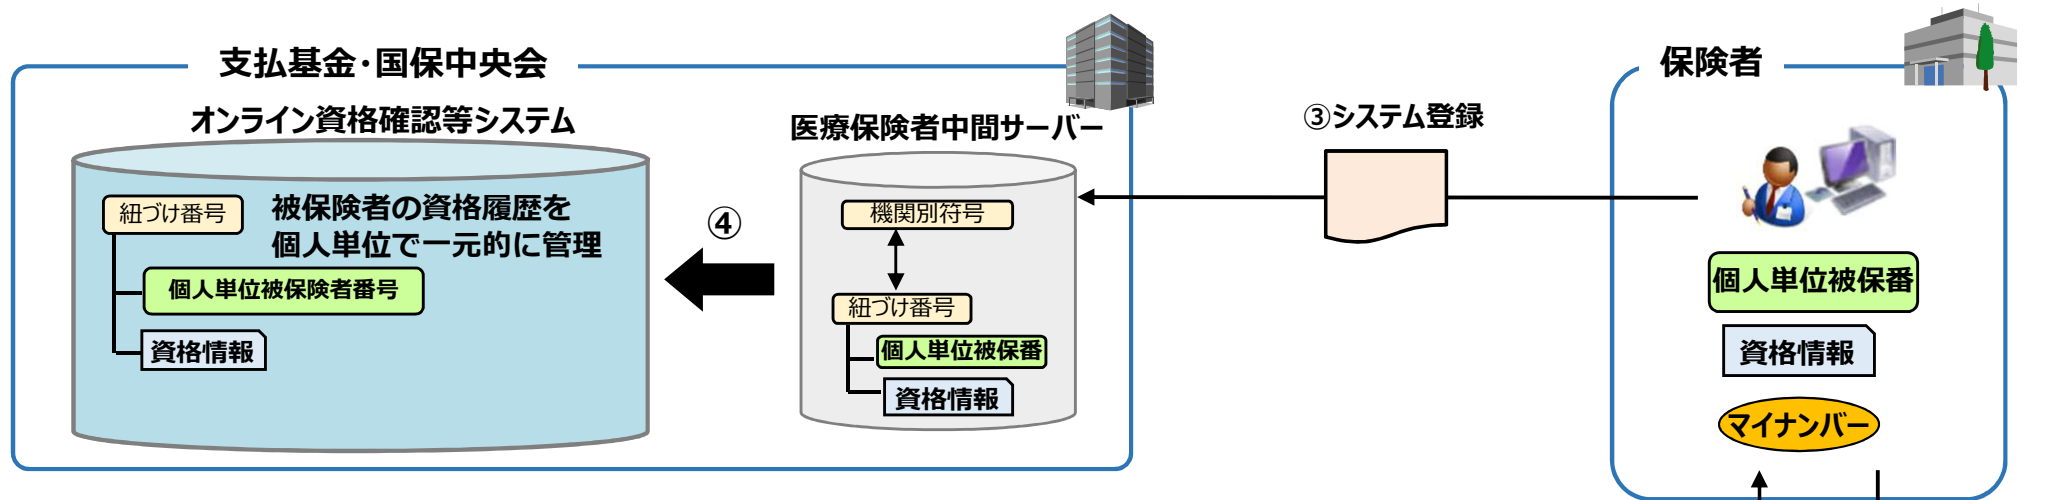 支払基金･国保中央会
オンライン資格確認等システム
紐づけ番号
被保険者の資格履歴を
個人単位で一元的に管理
個人単位被保険者番号
資格情報
④
医療保険者中間サーバー
機関別符号
紐づけ番号
個人単位被保番
資格情報
③システム登録
保険者
個人単位被保番
資格情報
マイナンバー